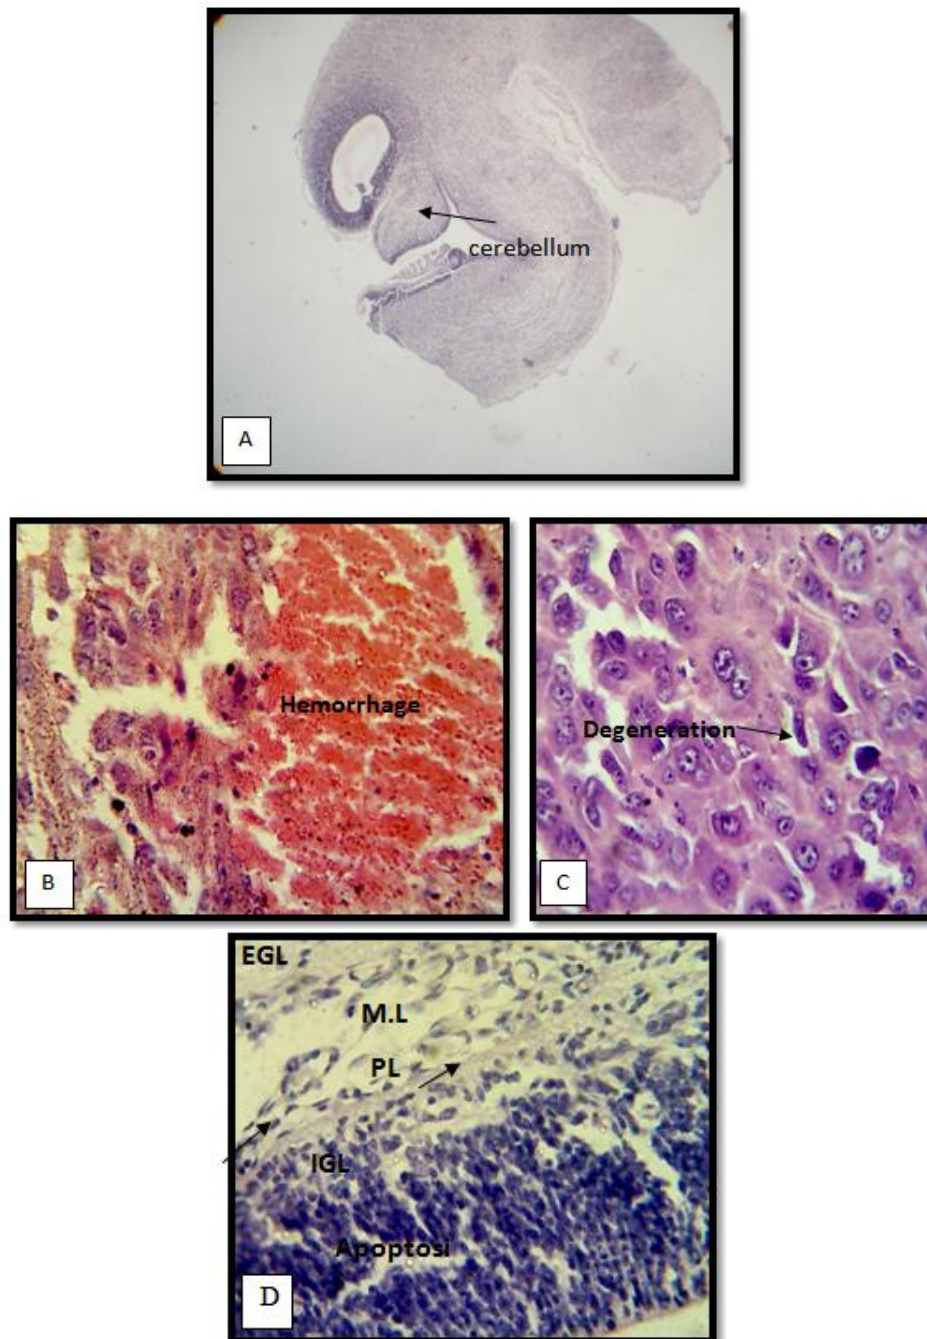 cerebellum
A
Hemorrhage
B
Degeneration
C
EGL
M.L
PL
IGL
Apoptosi
D